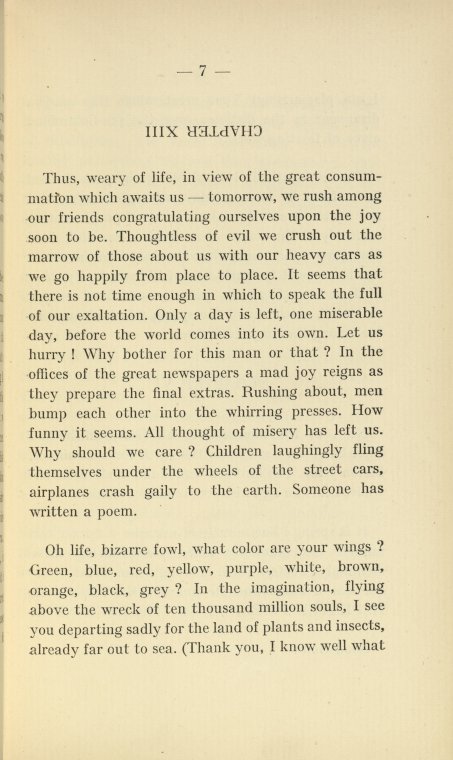 — 7 —
CHAPTER XIII
Thus, weary of life, in view of the great consum-
mation which awaits us — tomorrow, we rush among
our friends congratulating ourselves upon the joy
soon to be. Thoughtless of evil we crush out the
marrow of those about us with our heavy cars as
we go happily from place to place. It seems that
there is not time enough in which to speak the full
of our exaltation. Only a day is left, one miserable
day, before the world comes into its own. Let us
hurry ! Why bother for this man or that ? In the
offices of the great newspapers a mad joy reigns as
they prepare the final extras. Rushing about, men
bump each other into the whirring presses. How
funny it seems. All thought of misery has left us.
Why should we care ? Children laughingly fling
themselves under the wheels of the street cars,
airplanes crash gaily to the earth. Someone has
written a poem.
Oh life, bizarre fowl, what color are your wings ?
Green, blue, red, yellow, purple, white, brown,
orange, black, grey ? In the imagination, flying
above the wreck of ten thousand million souls, I see
you departing sadly for the land of plants and insects,
already far out to sea. (Thank you, I know well what